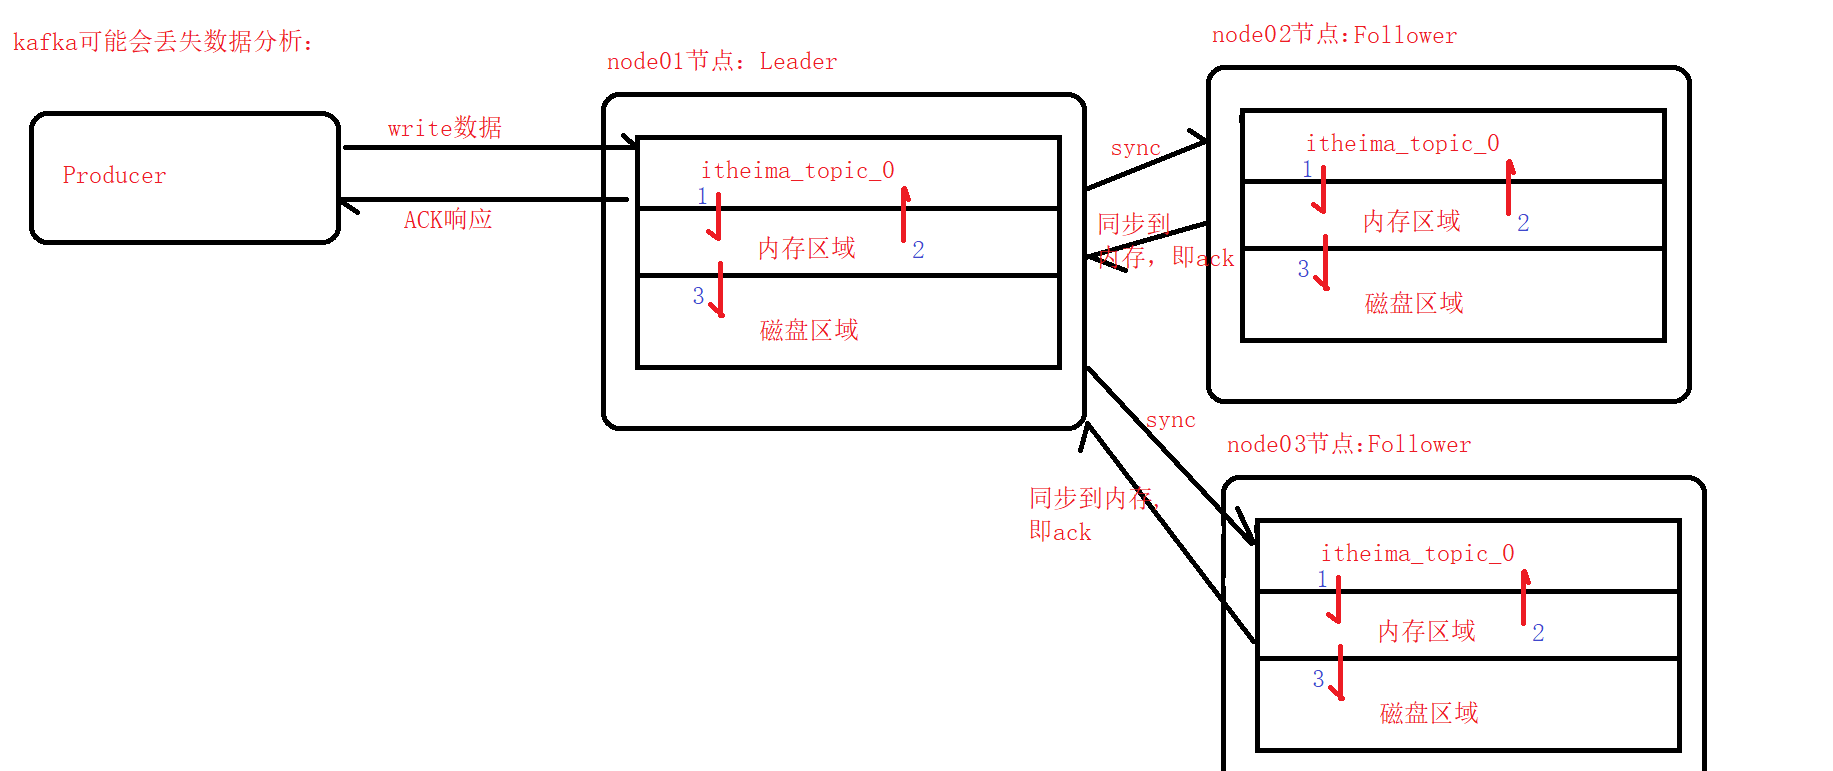 kafka可能会丢失数据分析:
Producer
write数据
ACK响应
node01节点: Leader
itheima_topic_0
1
内存区域
2
3
磁盘区域
sync
同步到
内存，即ack
node02节点:Follower
itheima_topic_0
1
内存区域
2
3
磁盘区域
sync
同步到内存,
即ack
node03节点:Follower
itheima_topic_0
1
内存区域
2
3
磁盘区域